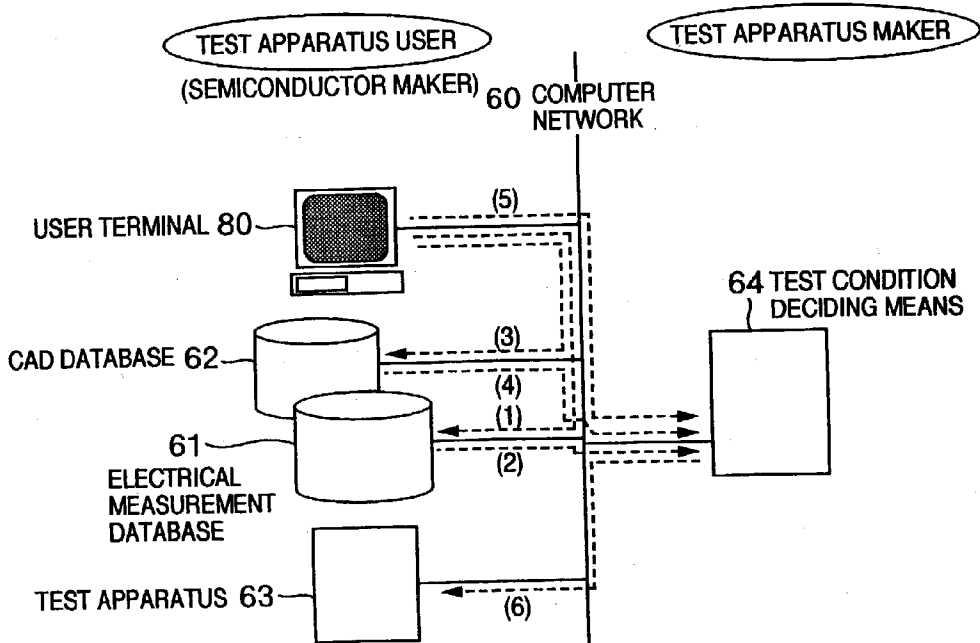 TEST APPARATUS USER
(SEMICONDUCTOR MAKER)
TEST APPARATUS MAKER
60 COMPUTER
NETWORK
USER TERMINAL 80
(5)
64 TEST CONDITION
DECIDING MEANS
CAD DATABASE 62
(3)
(4)
(1)
61
(2)
ELECTRICAL
MEASUREMENT
DATABASE
TEST APPARATUS 63
(6)